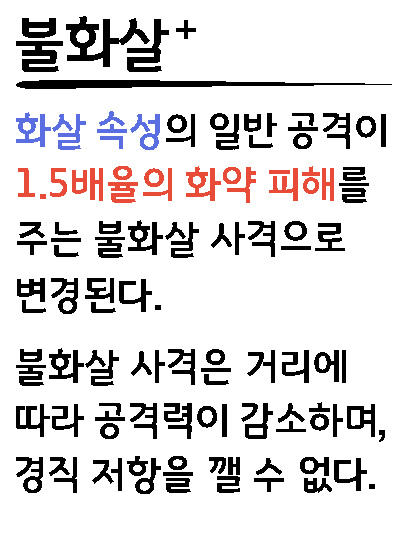 불화살+
화살 속성의 일반 공격이
1.5배율의 화약 피해를
주는 불화살 사격으로
변경된다.
불화살 사격은 거리에
따라 공격력이 감소하며,
경직 저항을 깰 수 없다.